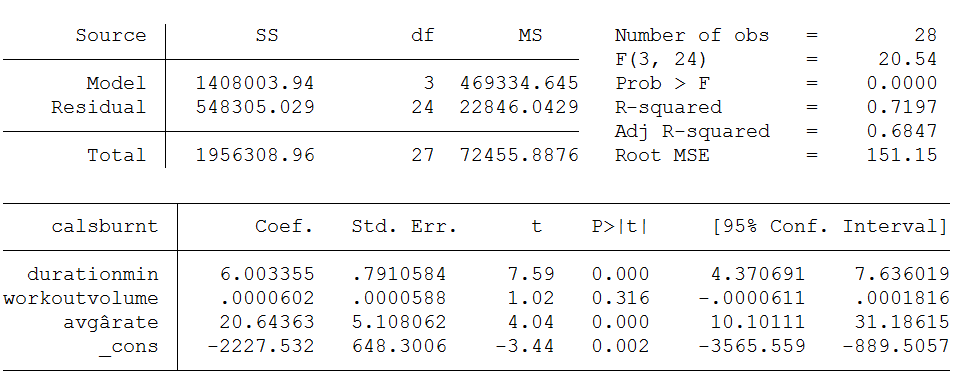 Source SS df MS Number of obs = 28
F(3, 24) = 20.54
Model 1408003.94 3 469334.645 Prob > F = 0.0000
Residual 548305.029 24 22846.0429 R-squared = 0.7197
Adj R-squared = 0.6847
Total 1956308.96 27 72455.8876 Root MSE = 151.15
calsburnt Coef. Std. Err. t P>|t| [95% Conf. Interval]
durationmin 6.003355 .7910584 7.59 0.000 4.370691 7.636019
workoutvolume .0000602 .0000588 1.02 0.316 -.0000611 .0001816
avgârate 20.64363 5.108062 4.04 0.000 10.10111 31.18615
_cons -2227.532 648.3006 -3.44 0.002 -3565.559 -889.5057